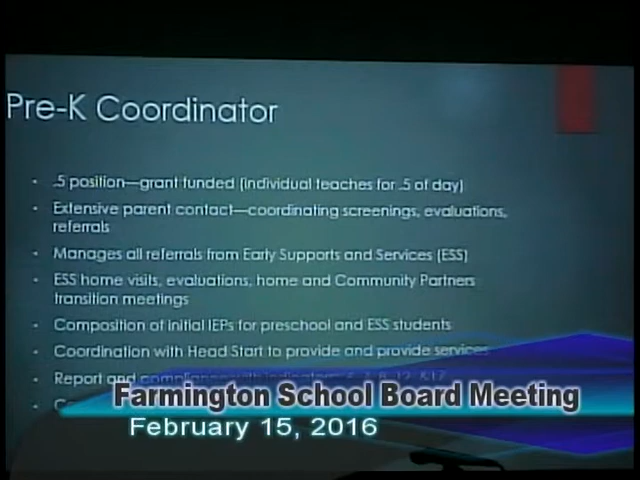 Pre-K Coordinator
.5 position—grant funded (individual teaches for .5 of day)
Extensive parent contact—coordinating screenings, evaluations,
referrals
Manages all referrals from Early Supports and Services (ESS)
ESS home visits, evaluations, home and Community Partners
transition meetings
Composition of initial IEPs for preschool and ESS students
Coordination with Head Start to provide and provide services
Report and compliance with
Farmington School Board Meeting
February 15, 2016